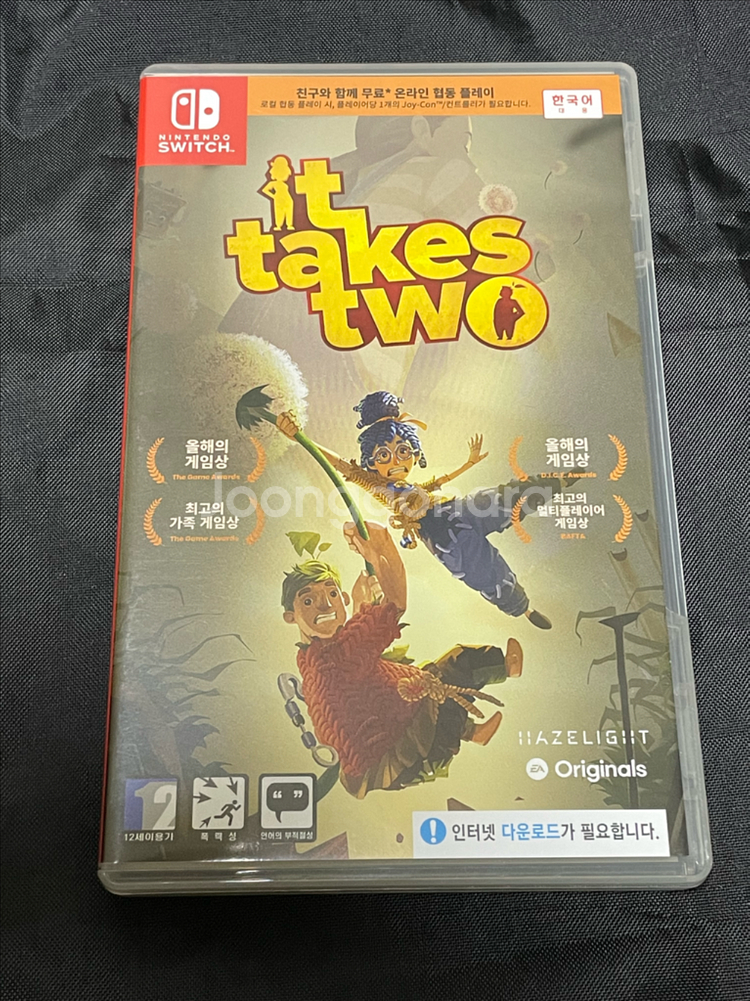 친구와 함께 무료* 온라인 협동 플레이
로컬 협동 플레이 시, 플레이어당 1개의 Joy-Con™/컨트롤러가 필요합니다.
한국어
대응
NINTENDO
SWITCH™
it
takes
two
올해의
게임상
The Game Awards
올해의
게임상
D.I.C.E. Awards
최고의
가족 게임상
The Game Awards
최고의
멀티플레이어
게임상
BAFTA
loongonara
HAZELIGHT
EA Originals
12
12세이용가
폭력성
언어의 부적절성
! 인터넷 다운로드가 필요합니다.